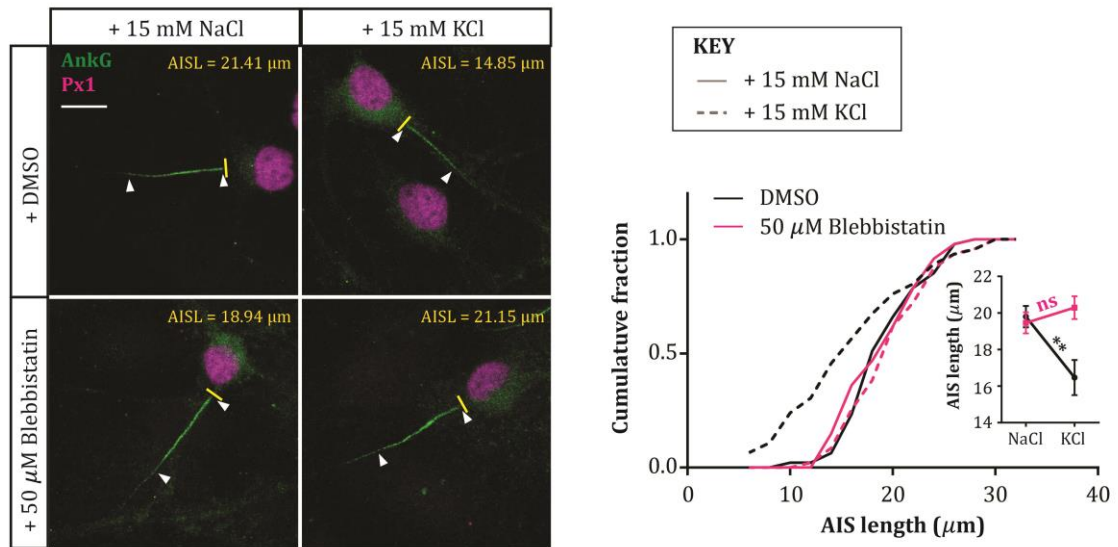 + 15 mM NaCl
+ 15 mM KCl
+ DMSO
AnkG
Px1
AISL = 21.41 μm
AISL = 14.85 μm
+ 50 μM Blebbistatin
AISL = 18.94 μm
AISL = 21.15 μm
KEY
+ 15 mM NaCl
+ 15 mM KCl
DMSO
50 μM Blebbistatin
Cumulative fraction
1.0
0.5
0.0
0
10
20
30
40
AIS length (μm)
AIS length (μm)
22
20
18
16
14
ns
**
NaCl
KCl